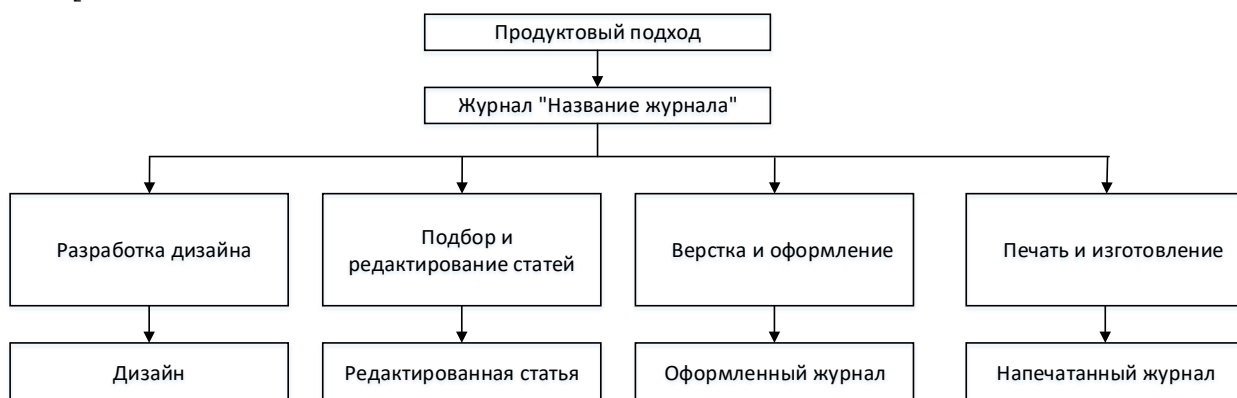 Продуктовый подход
Журнал "Название журнала"
Разработка дизайна
Подбор и
редактирование статей
Верстка и оформление
Печать и изготовление
Дизайн
Редактированная статья
Оформленный журнал
Напечатанный журнал